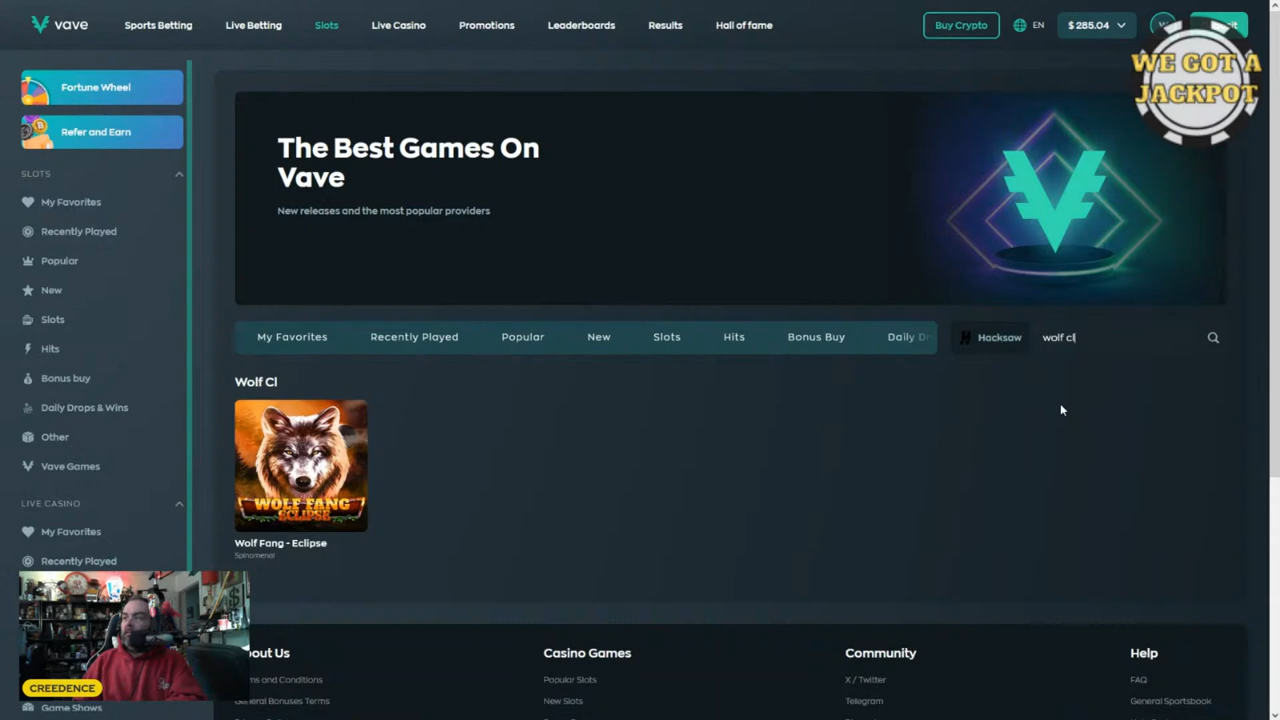 vave
Sports Betting
Live Betting
Slots
Live Casino
Promotions
Leaderboards
Results
Hall of fame
Buy Crypto
EN
$ 285.04
WE GOT A
JACKPOT
Fortune Wheel
Refer and Earn
SLOTS
My Favorites
Recently Played
Popular
New
Slots
Hits
Bonus buy
Daily Drops & Wins
Other
Vave Games
LIVE CASINO
My Favorites
Recently Played
Game Shows
CREEDENCE
The Best Games On
Vave
New releases and the most popular providers
My Favorites
Recently Played
Popular
New
Slots
Hits
Bonus Buy
Daily Dr
Hacksaw
wolf cl
Wolf Cl
WOLF FANG
ECLIPSE
Wolf Fang - Eclipse
Spinomenal
out Us
ms and Conditions
General Bonuses Terms
Casino Games
Popular Slots
New Slots
Community
X / Twitter
Telegram
Help
FAQ
General Sportsbook